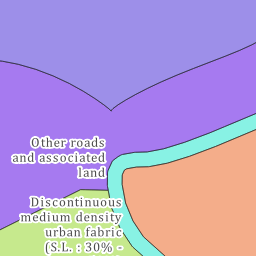 Other roads
and associated
land
Discontinuous
medium density
urban fabric
(S.L. : 30% -